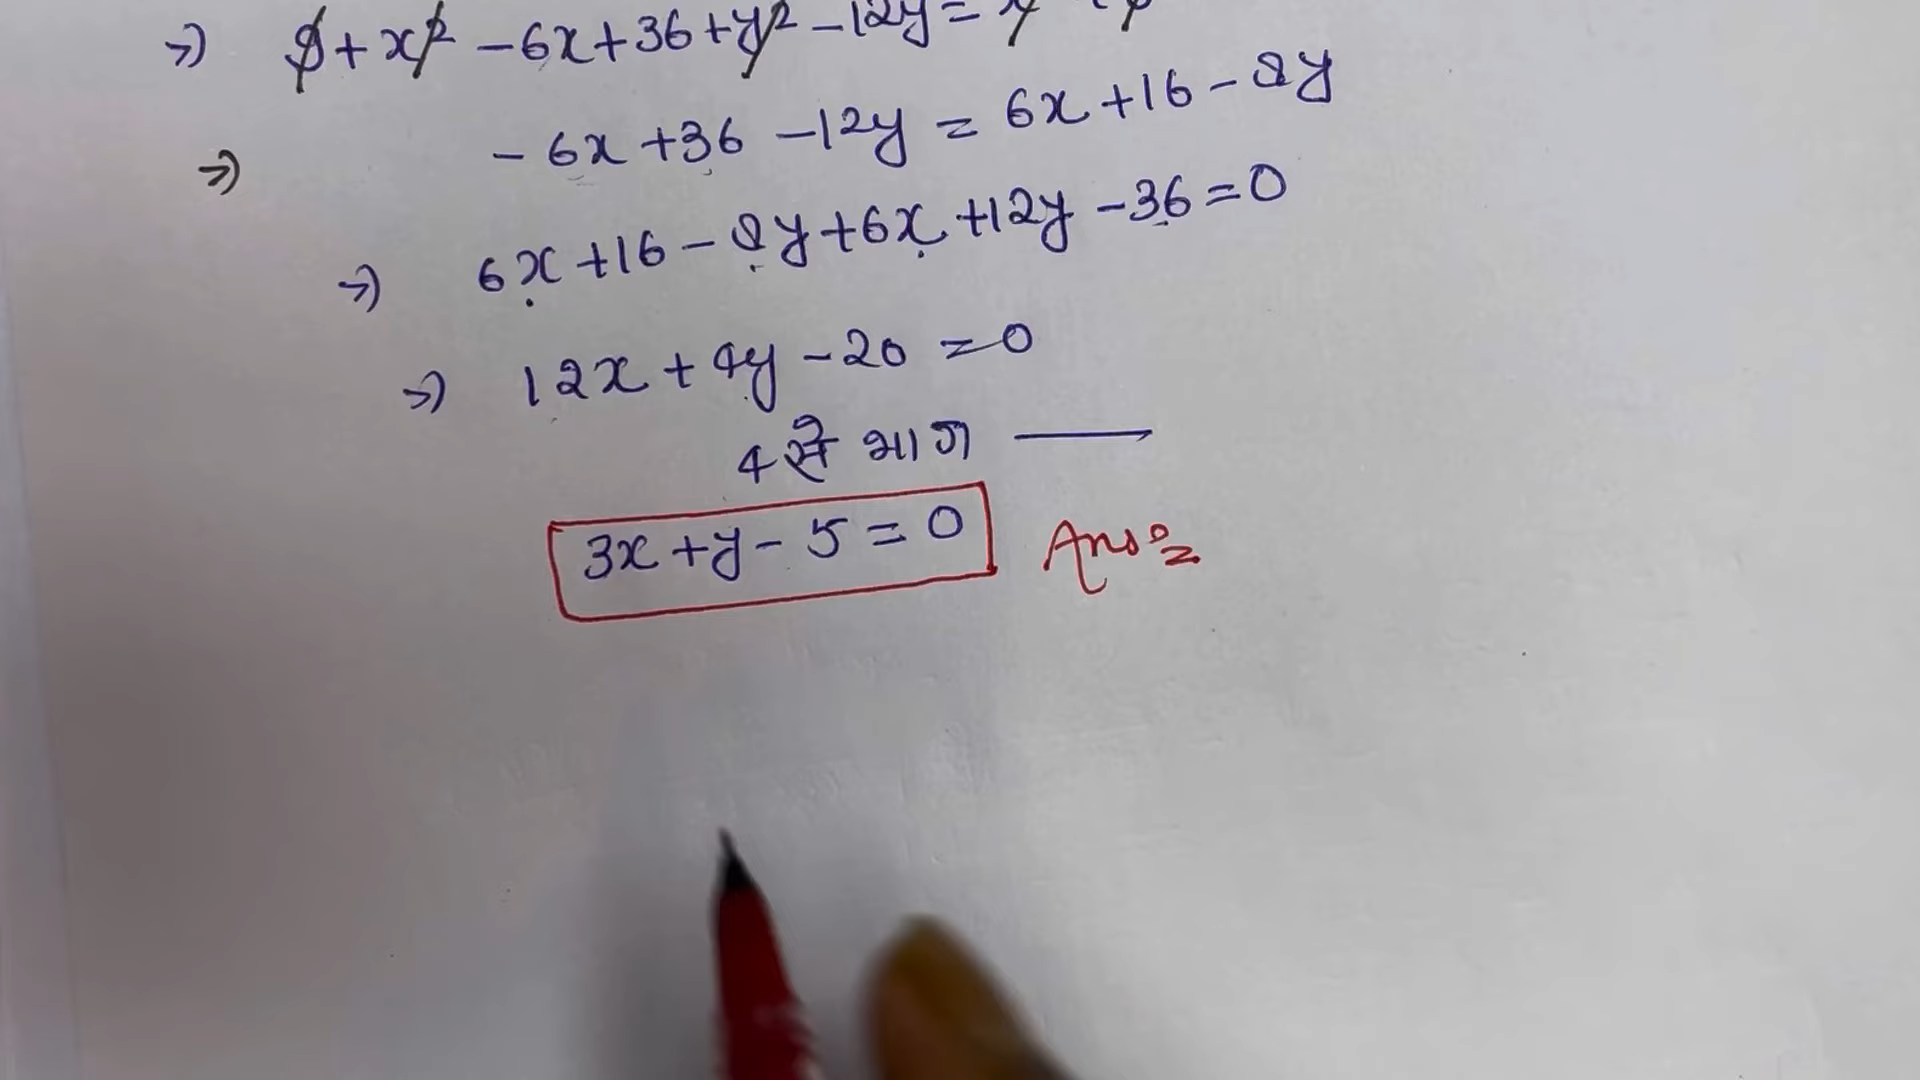 =) 9+x² -6x+36+y²-12y=
=) -6x+36-12y = 6x+16-8y
=) 6x+16-8y+6x+12y-36=0
=) 12x+4y-20=0
4 से भाग —
3x+y-5=0 Ans